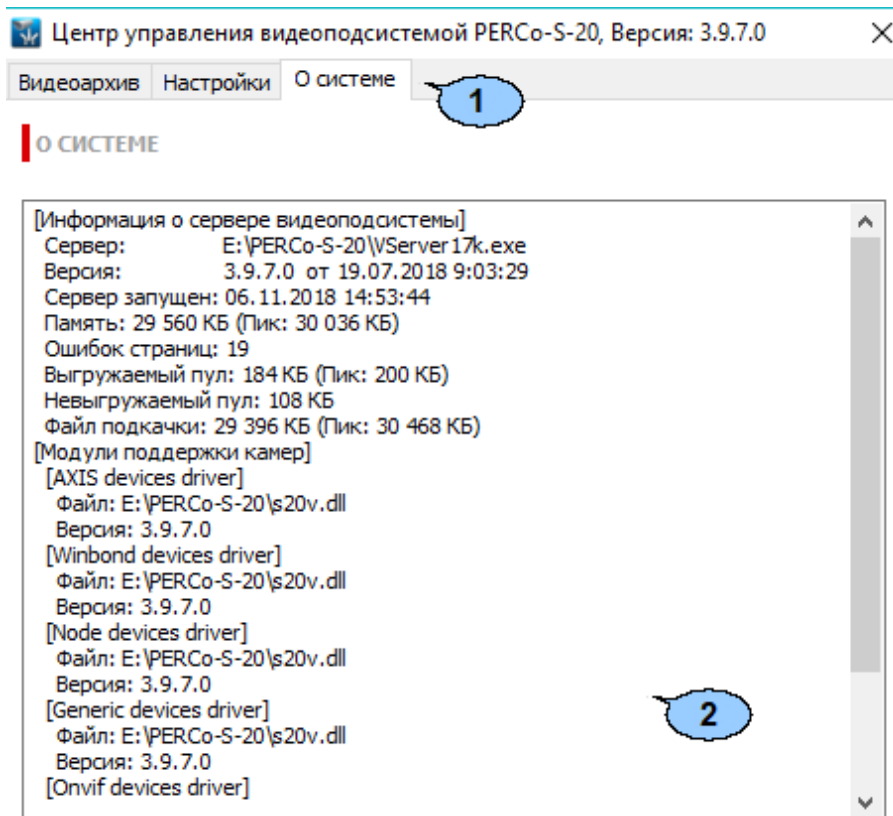 Центр управления видеоподсистемой PERCo-S-20, Версия: 3.9.7.0
Видеоархив Настройки О системе
1
О СИСТЕМЕ
[Информация о сервере видеоподсистемы]
Сервер: E:\PERCo-S-20\VServer17k.exe
Версия: 3.9.7.0 от 19.07.2018 9:03:29
Сервер запущен: 06.11.2018 14:53:44
Память: 29 560 КБ (Пик: 30 036 КБ)
Ошибок страниц: 19
Выгружаемый пул: 184 КБ (Пик: 200 КБ)
Невыгружаемый пул: 108 КБ
Файл подкачки: 29 396 КБ (Пик: 30 468 КБ)
[Модули поддержки камер]
[AXIS devices driver]
Файл: E:\PERCo-S-20\s20v.dll
Версия: 3.9.7.0
[Winbond devices driver]
Файл: E:\PERCo-S-20\s20v.dll
Версия: 3.9.7.0
[Node devices driver]
Файл: E:\PERCo-S-20\s20v.dll
Версия: 3.9.7.0
[Generic devices driver]
2
Файл: E:\PERCo-S-20\s20v.dll
Версия: 3.9.7.0
[Onvif devices driver]